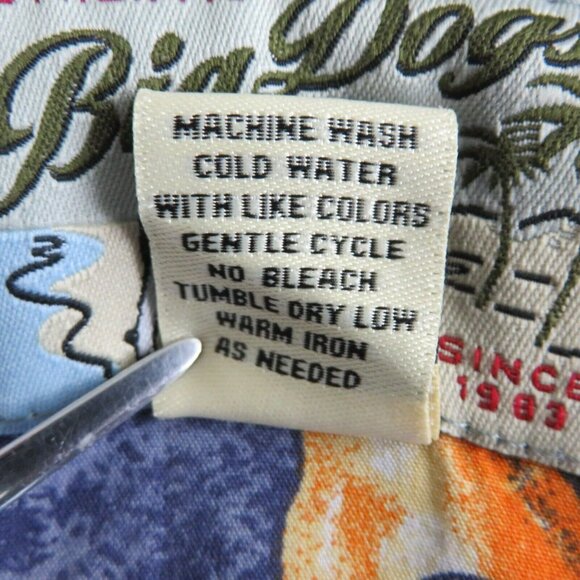 Big Dogs
MACHINE WASH
COLD WATER
WITH LIKE COLORS
GENTLE CYCLE
NO BLEACH
TUMBLE DRY LOW
WARM IRON
AS NEEDED
SINCE
1983